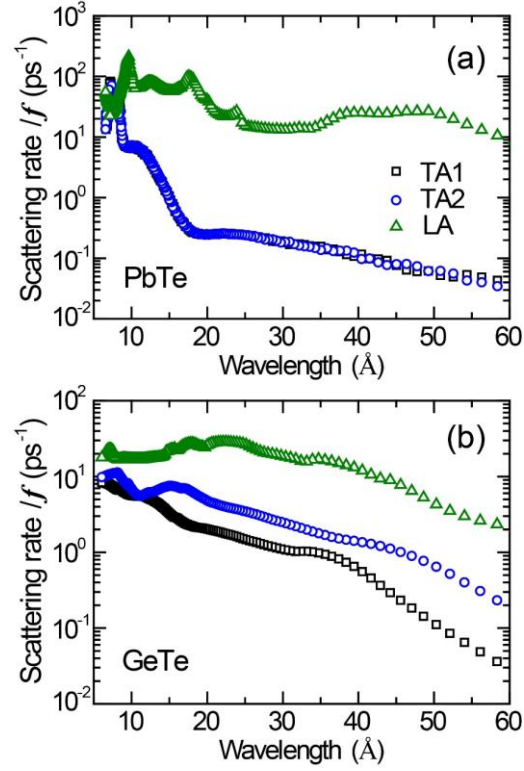 10³
10²
10¹
10⁰
10⁻¹
10⁻²
Scattering rate / f (ps⁻¹)
(a)
TA1
TA2
LA
PbTe
10 20 30 40 50 60
Wavelength (Å)
10²
10¹
10⁰
10⁻¹
10⁻²
Scattering rate / f (ps⁻¹)
(b)
GeTe
10 20 30 40 50 60
Wavelength (Å)